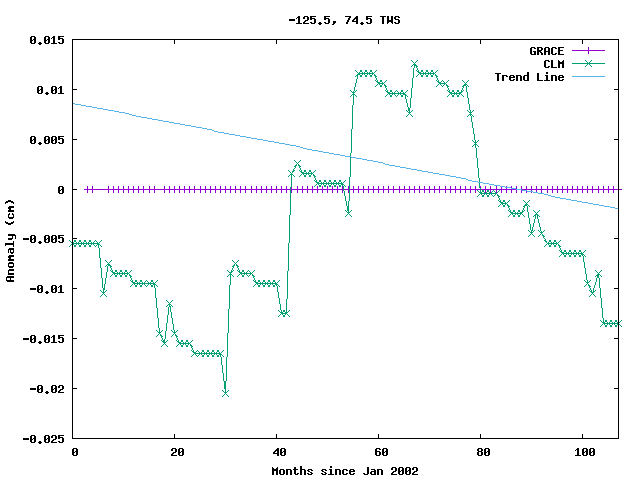 -125.5, 74.5 TWS
GRACE
CLM
Trend Line
0.015
0.01
0.005
0
-0.005
-0.01
-0.015
-0.02
-0.025
Anomaly (cm)
0 20 40 60 80 100
Months since Jan 2002